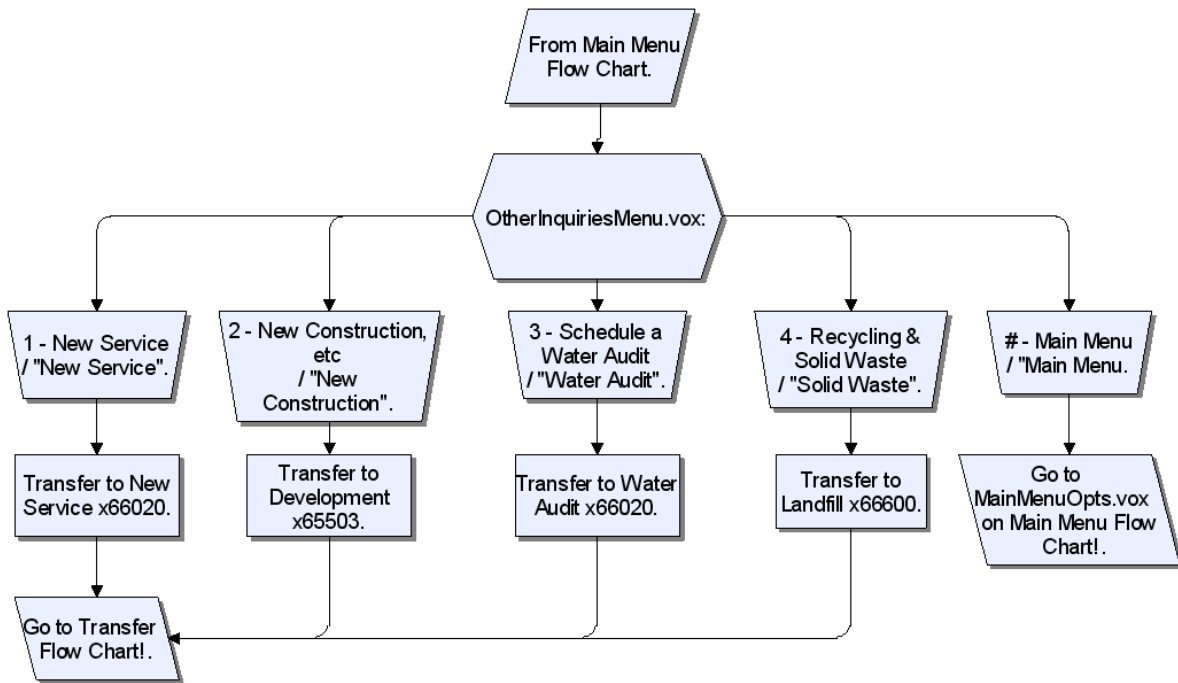 From Main Menu
Flow Chart.
OtherInquiriesMenu.vox:
1 - New Service
/ "New Service".
2 - New Construction,
etc
/ "New
Construction".
3 - Schedule a
Water Audit
/ "Water Audit".
4 - Recycling &
Solid Waste
/ "Solid Waste".
# - Main Menu
/ "Main Menu.
Transfer to New
Service x66020.
Transfer to
Development
x65503.
Transfer to Water
Audit x66020.
Transfer to
Landfill x66600.
Go to
MainMenuOpts.vox
on Main Menu Flow
Chart!.
Go to Transfer
Flow Chart!.